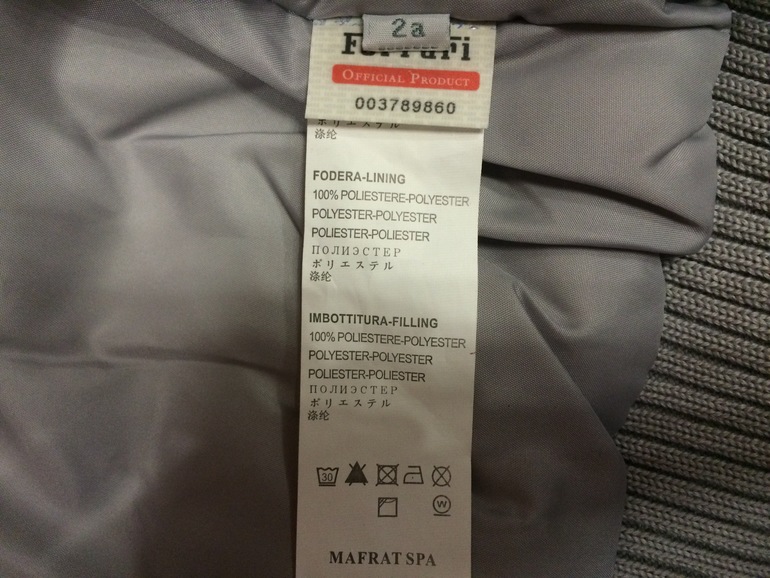 2a
Ferrari
OFFICIAL PRODUCT
003789860
ポリエステル
涤纶
FODERA-LINING
100% POLIESTERE-POLYESTER
POLYESTER-POLYESTER
POLIESTER-POLIESTER
ПОЛИЭСТЕР
ポリエステル
涤纶
IMBOTTITURA-FILLING
100% POLIESTERE-POLYESTER
POLYESTER-POLYESTER
POLIESTER-POLIESTER
ПОЛИЭСТЕР
ポリエステル
涤纶
30
W
MAFRAT SPA